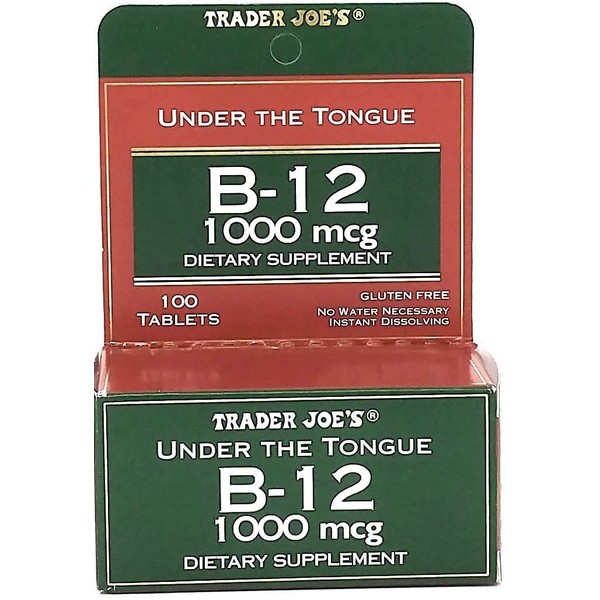 TRADER JOE'S®
UNDER THE TONGUE
B-12
1000 mcg
DIETARY SUPPLEMENT
100
TABLETS
GLUTEN FREE
NO WATER NECESSARY
INSTANT DISSOLVING
TRADER JOE'S®
UNDER THE TONGUE
B-12
1000 mcg
DIETARY SUPPLEMENT